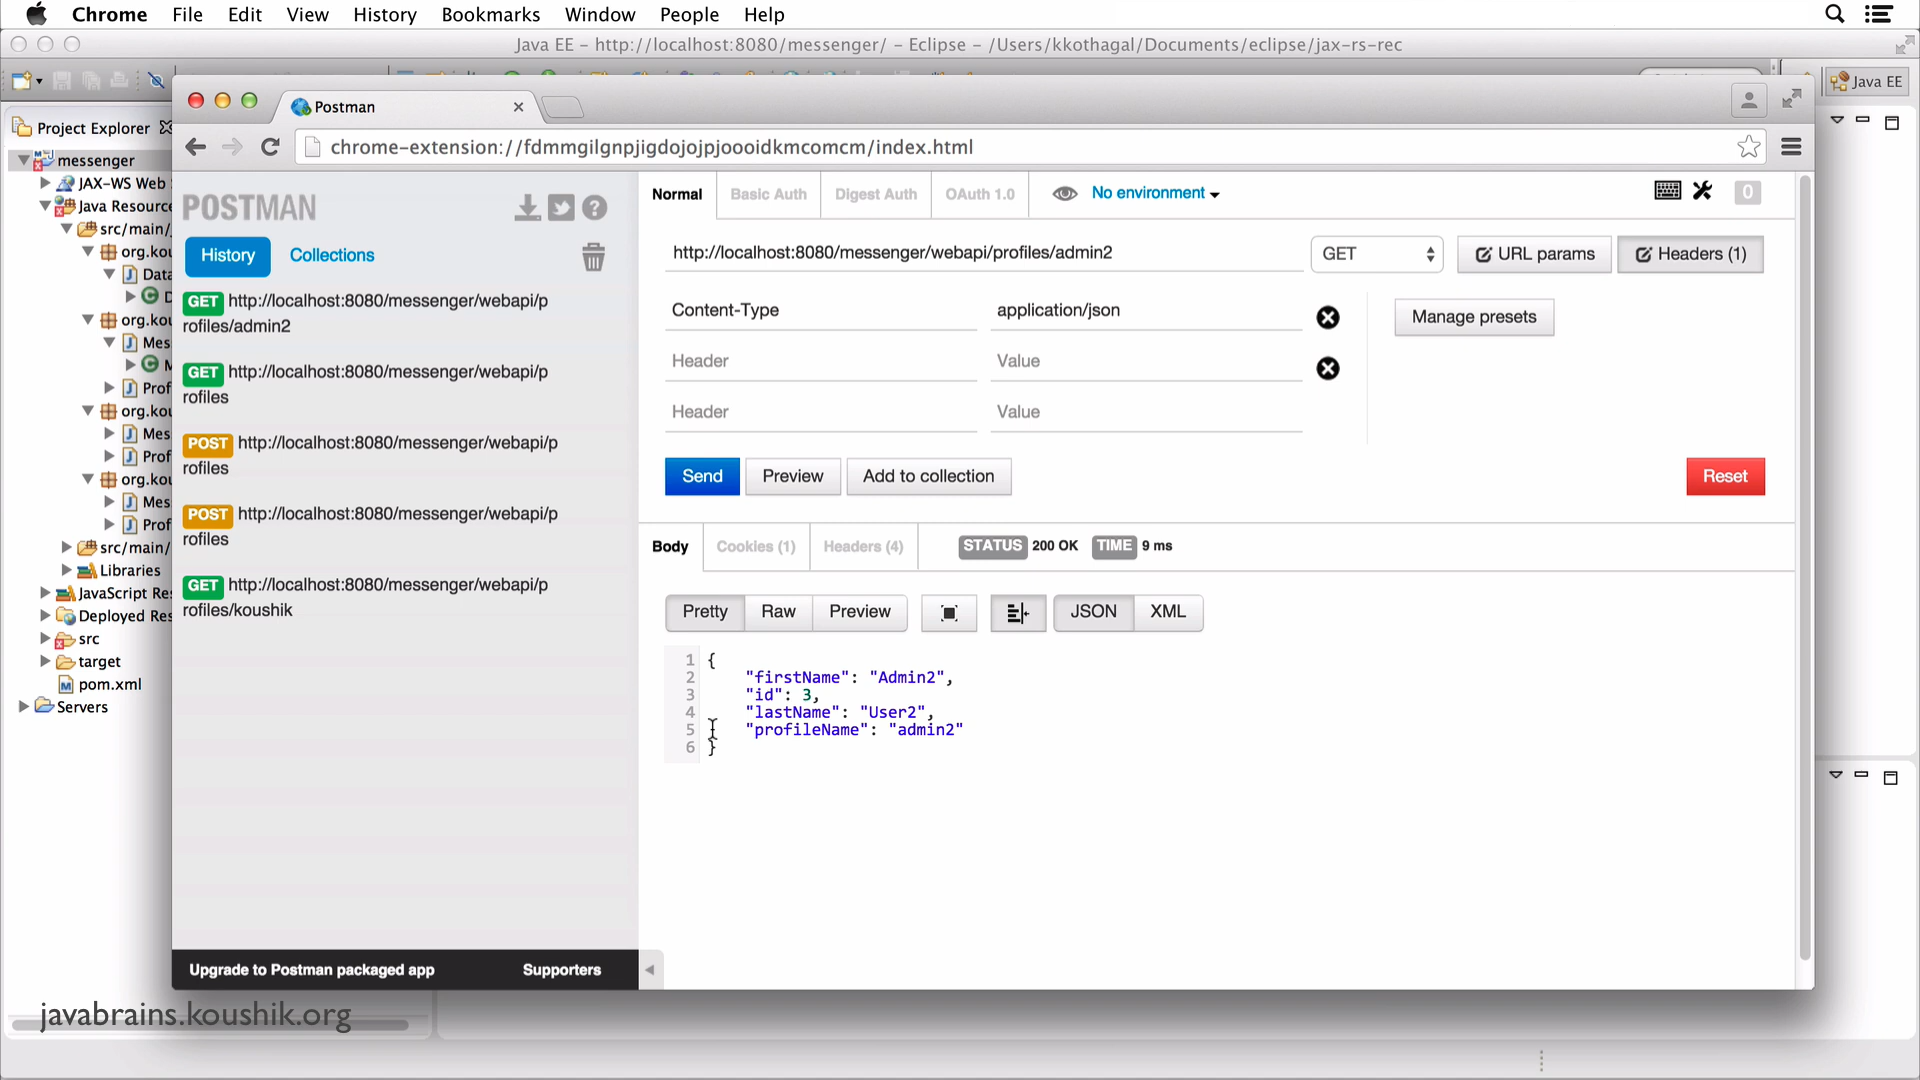 Chrome File Edit View History Bookmarks Window People Help
Java EE – http://localhost:8080/messenger/ – Eclipse – /Users/kkothagal/Documents/eclipse/jax-rs-rec
Java EE
Postman
chrome-extension://fdmmgilgnpjigdojojpjoooidkmcomcm/index.html
Project Explorer
messenger
JAX-WS Web
Java Resource
src/main/
org.kou
Data
org.kou
Mes
Prof
org.kou
Mes
Prof
org.kou
Mes
Prof
src/main/
Libraries
JavaScript Res
Deployed Res
src
target
pom.xml
Servers
POSTMAN
History Collections
GET http://localhost:8080/messenger/webapi/p
rofiles/admin2
GET http://localhost:8080/messenger/webapi/p
rofiles
POST http://localhost:8080/messenger/webapi/p
rofiles
POST http://localhost:8080/messenger/webapi/p
rofiles
GET http://localhost:8080/messenger/webapi/p
rofiles/koushik
Upgrade to Postman packaged app Supporters
Normal Basic Auth Digest Auth OAuth 1.0 No environment 0
http://localhost:8080/messenger/webapi/profiles/admin2 GET URL params Headers (1)
Content-Type application/json Manage presets
Header Value
Header Value
Send Preview Add to collection Reset
Body Cookies (1) Headers (4) STATUS 200 OK TIME 9 ms
Pretty Raw Preview JSON XML
1 {
2 "firstName": "Admin2",
3 "id": 3,
4 "lastName": "User2",
5 "profileName": "admin2"
6 }
javabrains.koushik.org